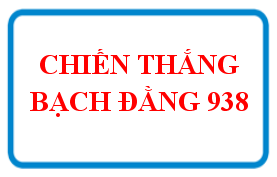 CHIẾN THẮNG
BẠCH ĐẰNG 938